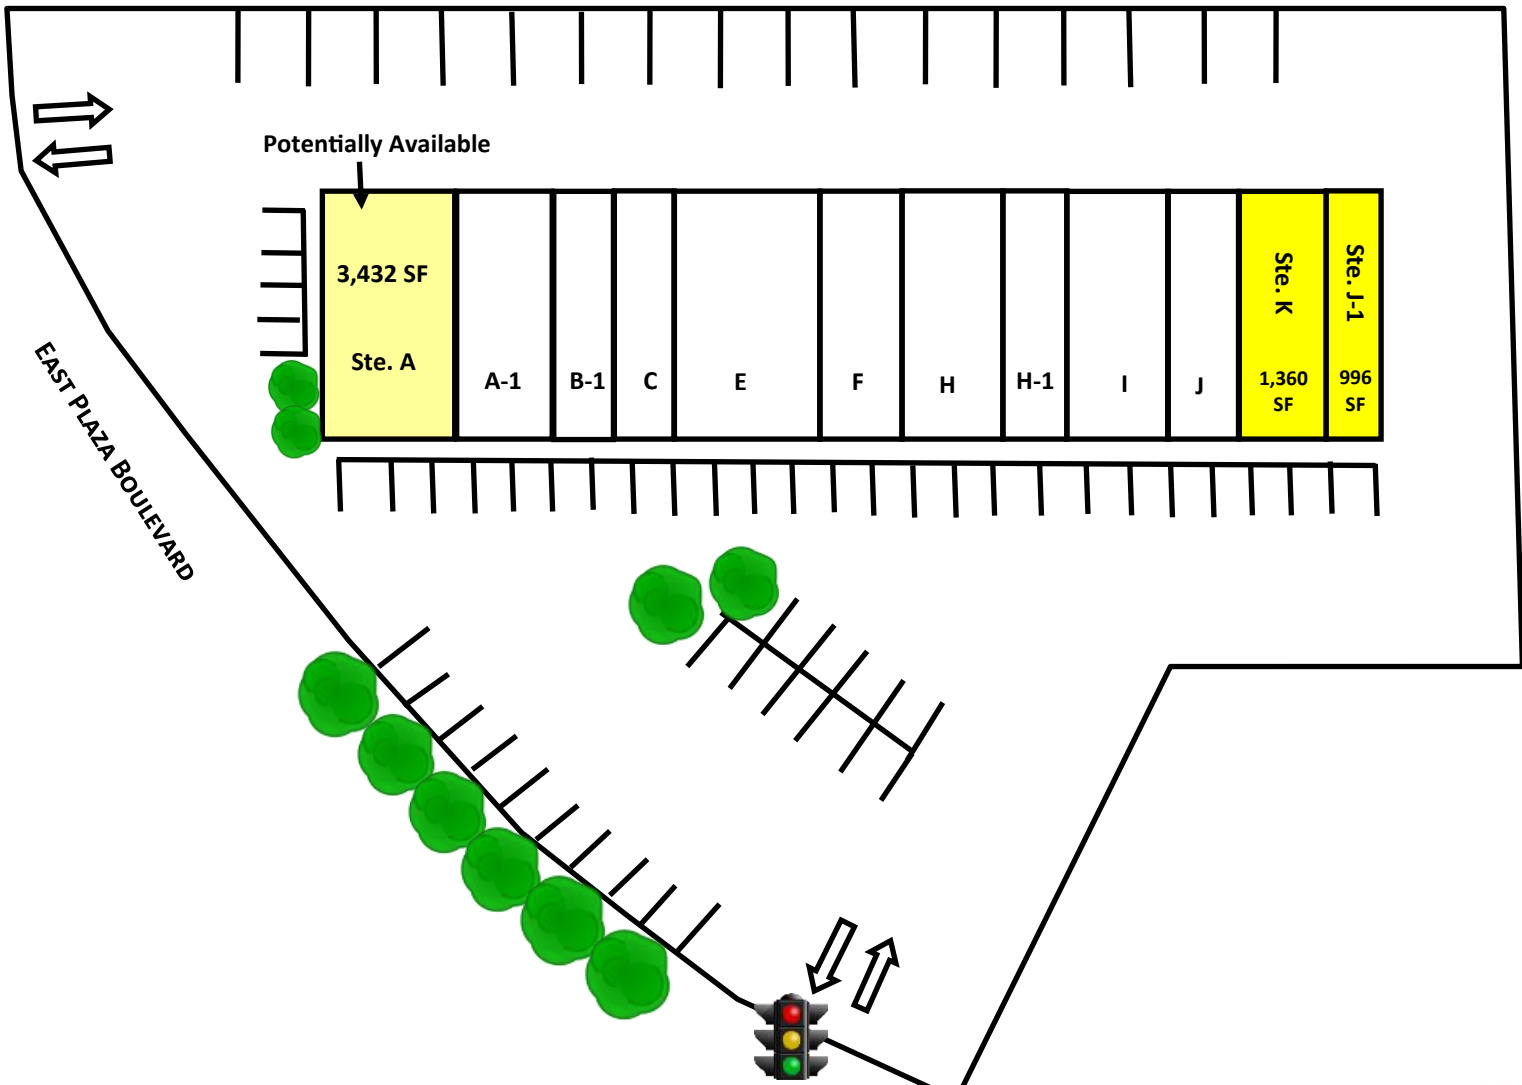 Potentially Available
3,432 SF
Ste. A
A-1
B-1
C
E
F
H
H-1
I
J
Ste. K
1,360
SF
Ste. J-1
996
SF
EAST PLAZA BOULEVARD